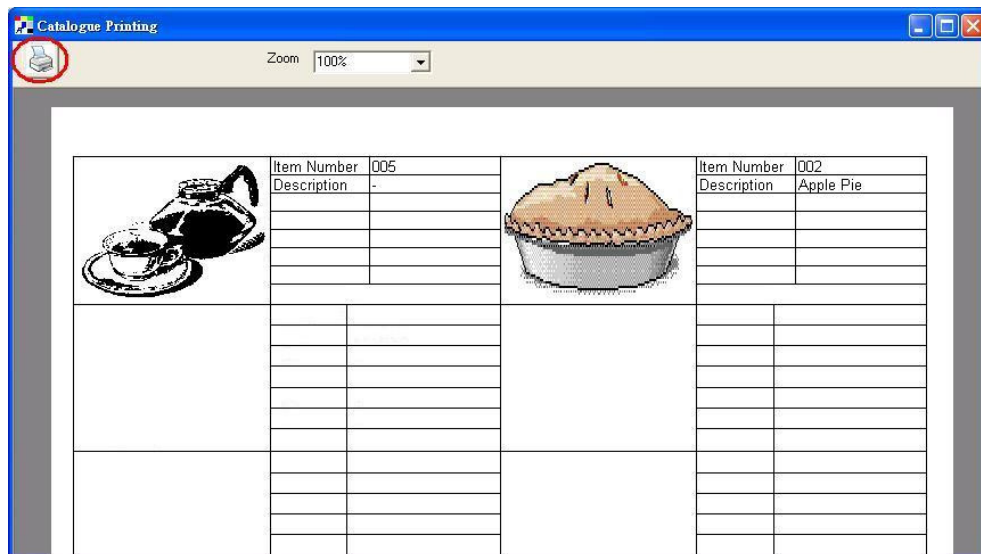 Catalogue Printing
Zoom 100%
Item Number 005 Item Number 002
Description - Description Apple Pie